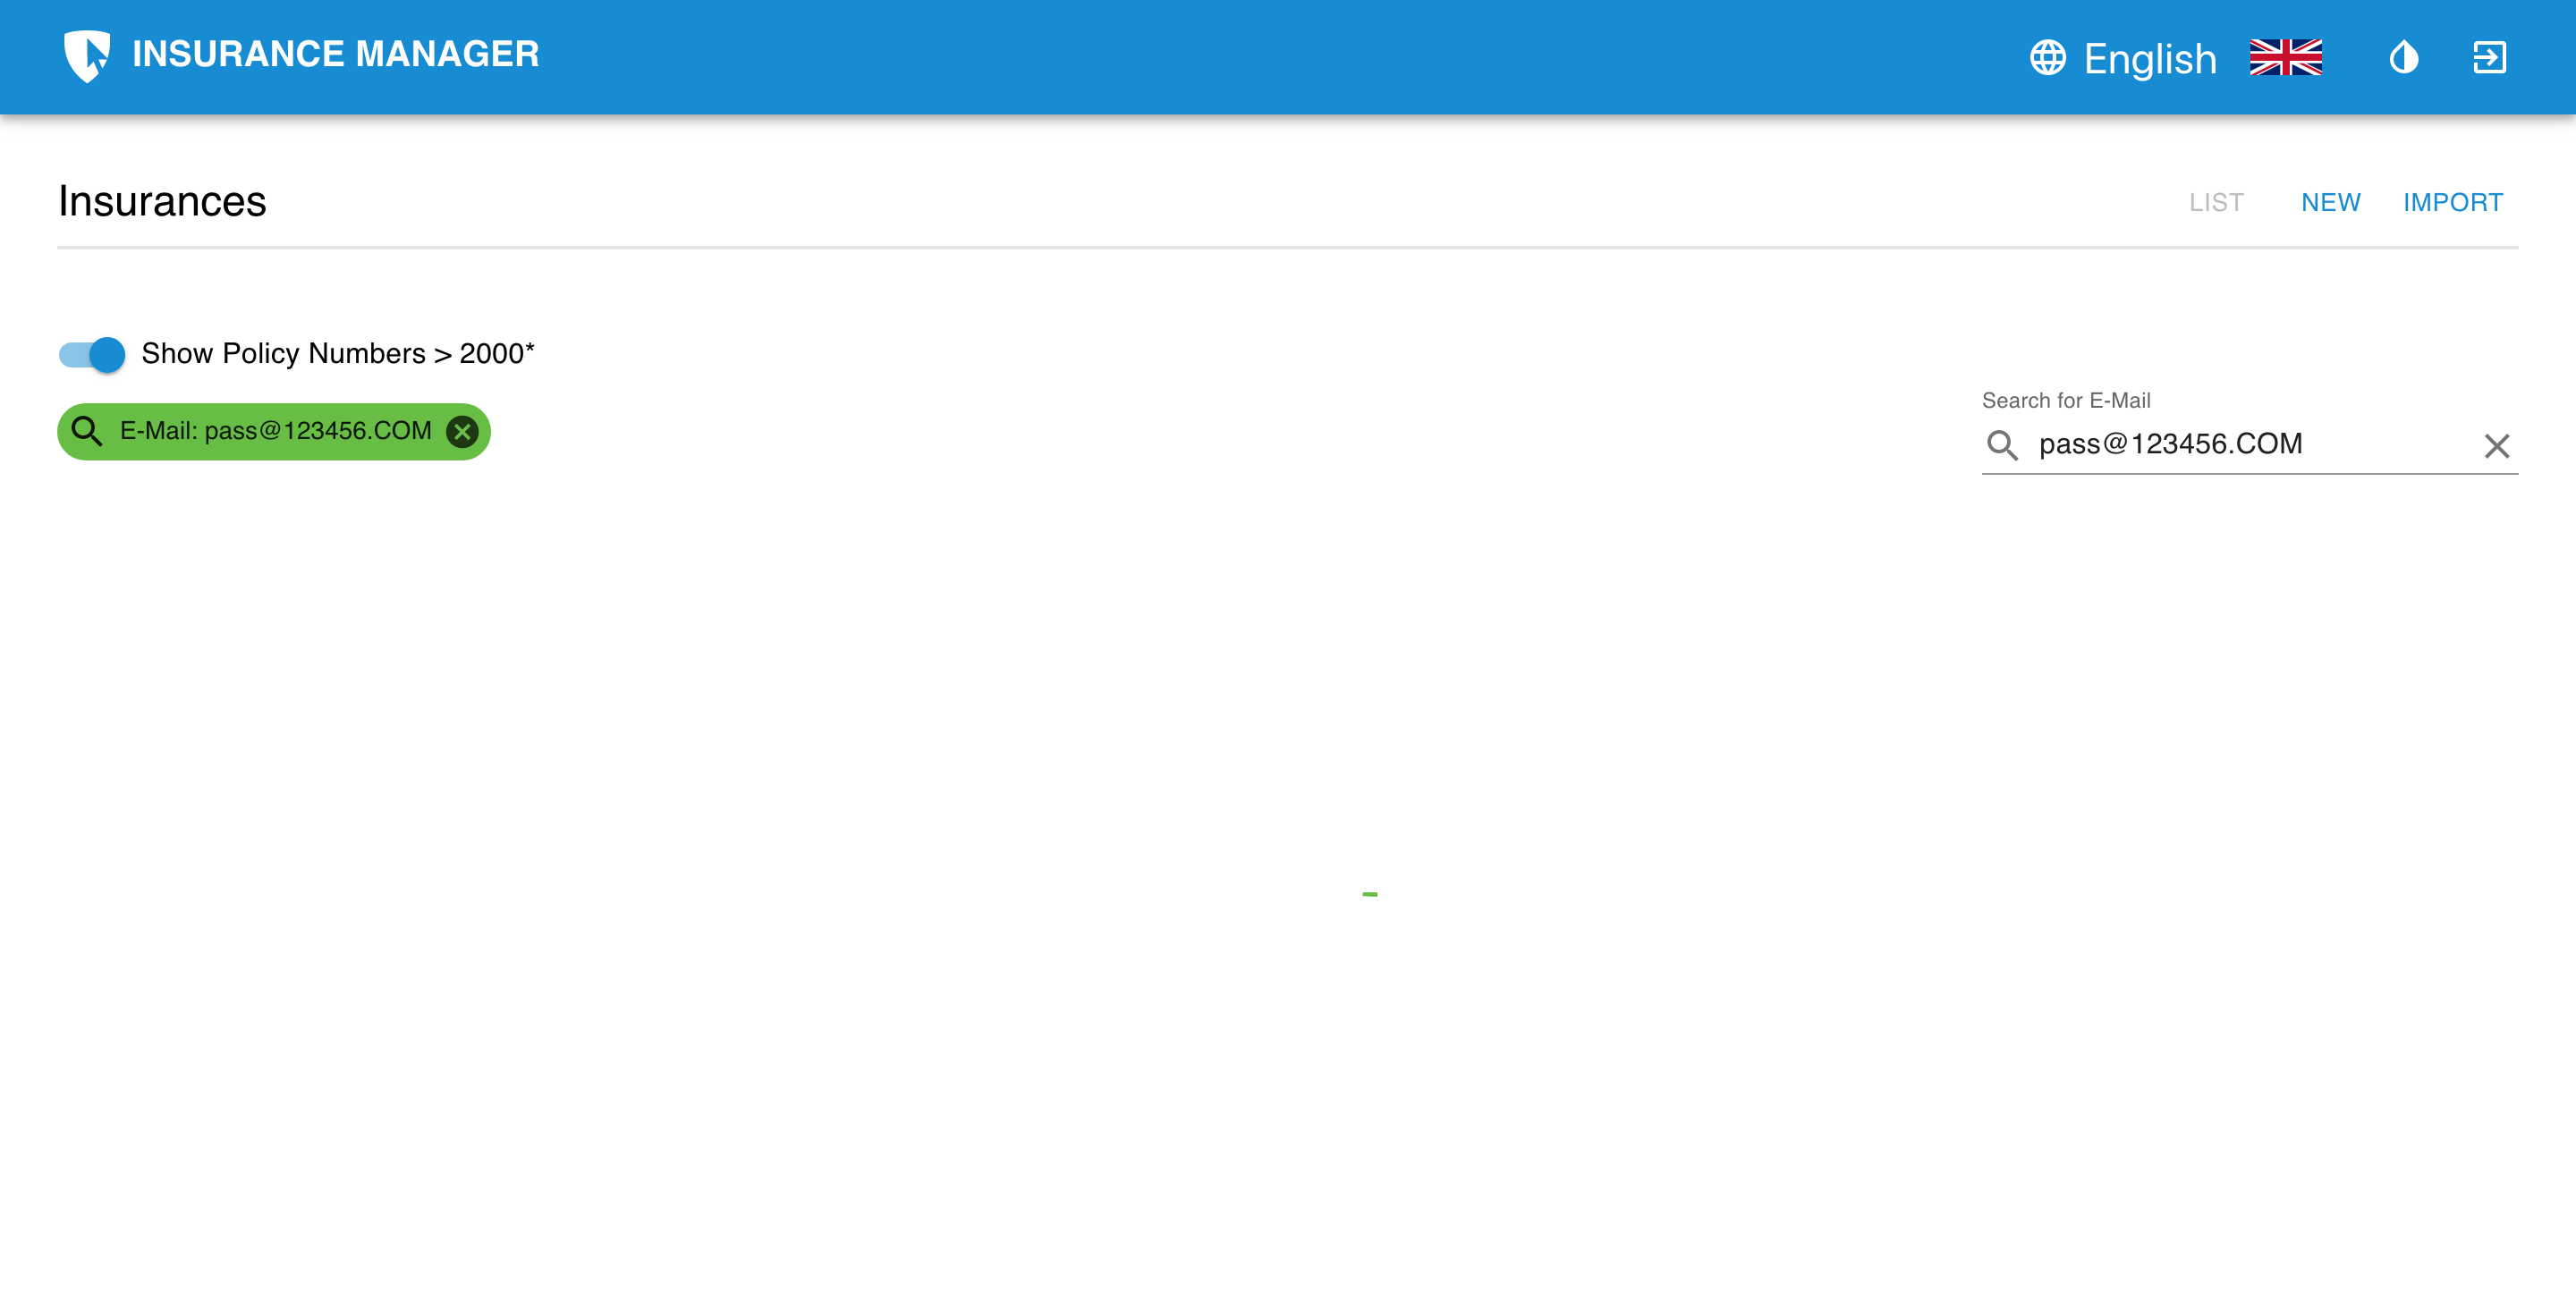 INSURANCE MANAGER
English
Insurances
LIST NEW IMPORT
Show Policy Numbers > 2000*
E-Mail: pass@123456.COM
Search for E-Mail
pass@123456.COM